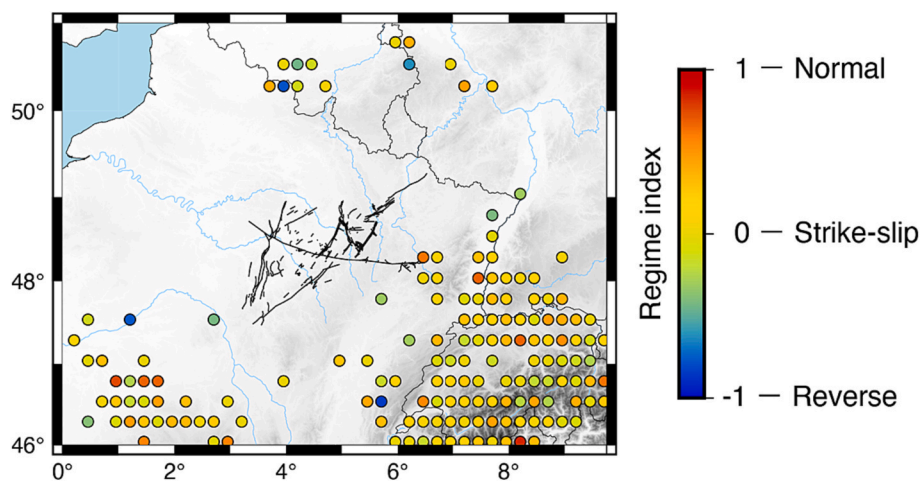 50°
48°
46°
0°
2°
4°
6°
8°
Regime index
1 — Normal
0 — Strike-slip
-1 — Reverse